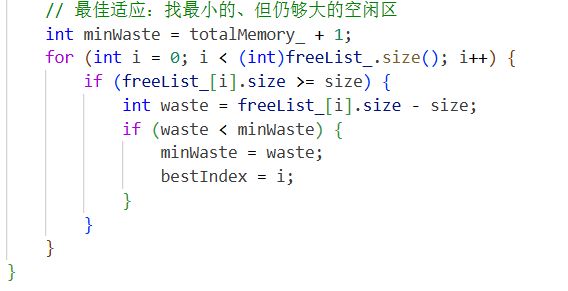 // 最佳适应：找最小的、但仍够大的空闲区
int minWaste = totalMemory_ + 1;
for (int i = 0; i < (int)freeList_.size(); i++) {
if (freeList_[i].size >= size) {
int waste = freeList_[i].size - size;
if (waste < minWaste) {
minWaste = waste;
bestIndex = i;
}
}
}
}